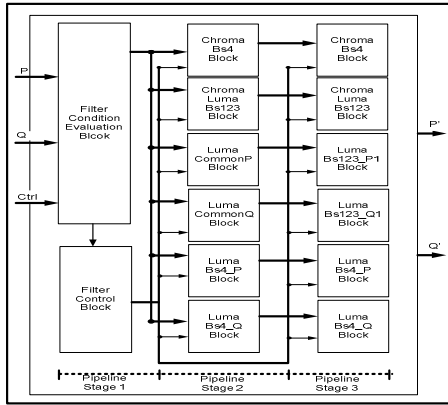 P
Q
Ctrl
Filter
Condition
Evaluation
Blcok
Filter
Control
Block
Chroma
Bs4
Block
Chroma
Luma
Bs123
Block
Luma
CommonP
Block
Luma
CommonQ
Block
Luma
Bs4_P
Block
Luma
Bs4_Q
Block
Chroma
Bs4
Block
Chroma
Luma
Bs123
Block
Luma
Bs123_P1
Block
Luma
Bs123_Q1
Block
Luma
Bs4_P
Block
Luma
Bs4_Q
Block
P'
Q'
Pipeline
Stage 1
Pipeline
Stage 2
Pipeline
Stage 3